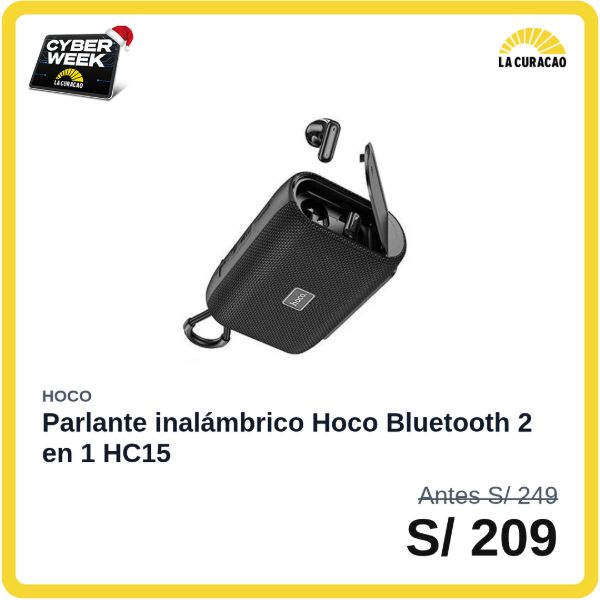 CYBER
WEEK
LA CURACAO
LA CURACAO
hoco.
HOCO
Parlante inalámbrico Hoco Bluetooth 2
en 1 HC15
Antes S/ 249
S/ 209